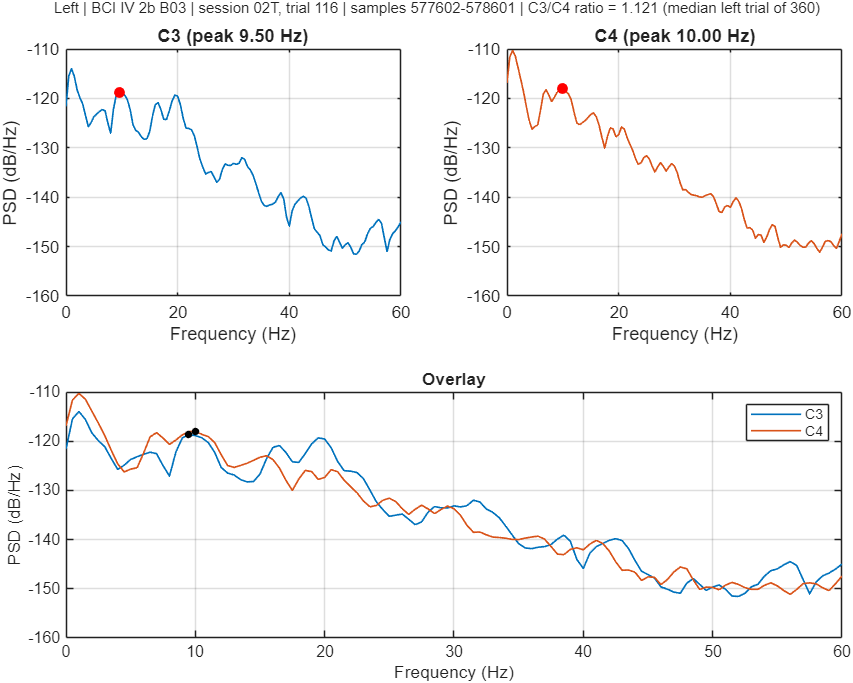 Left | BCI IV 2b B03 | session 02T, trial 116 | samples 577602-578601 | C3/C4 ratio = 1.121 (median left trial of 360)
C3 (peak 9.50 Hz)
-110
-120
-130
-140
-150
-160
PSD (dB/Hz)
0 20 40 60
Frequency (Hz)
C4 (peak 10.00 Hz)
-110
-120
-130
-140
-150
-160
PSD (dB/Hz)
0 20 40 60
Frequency (Hz)
Overlay
-110
-120
-130
-140
-150
-160
PSD (dB/Hz)
C3
C4
0 10 20 30 40 50 60
Frequency (Hz)